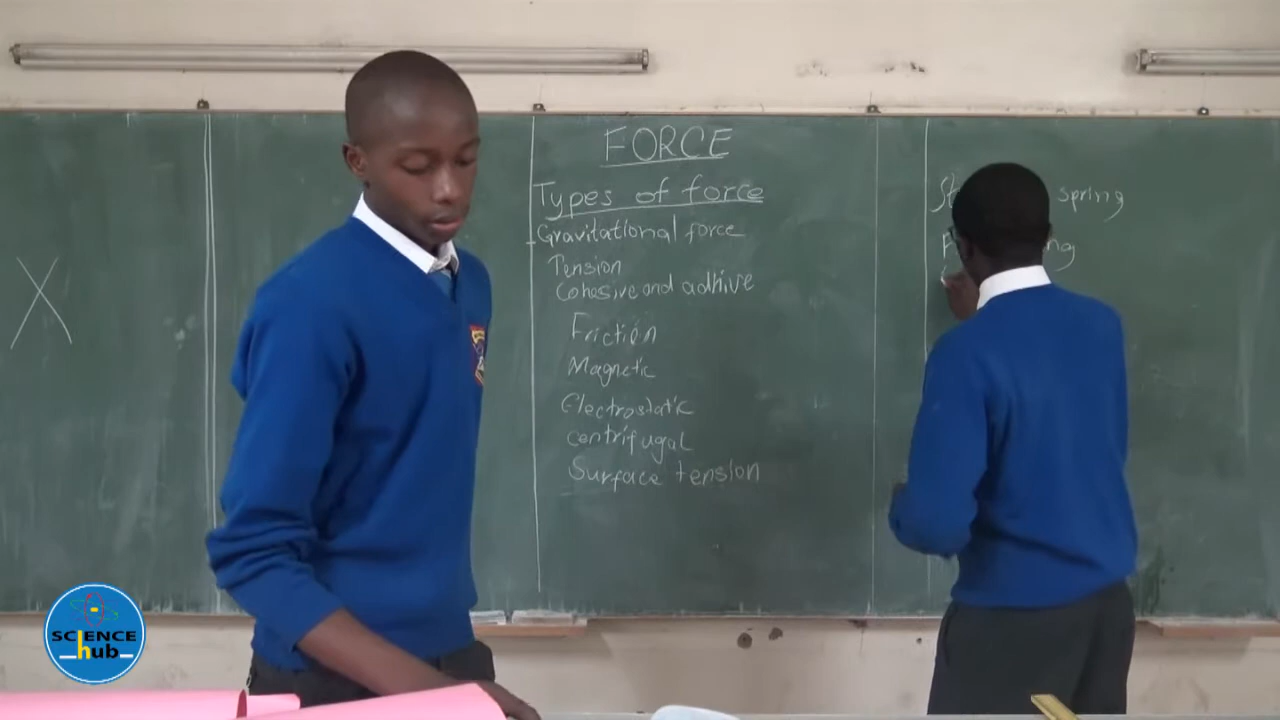 FORCE
Types of force
Gravitational force
Tension
Cohesive and adhive
Friction
Magnetic
Electrostatic
centrifugal
Surface tension
spring
X
SCIENCE
hub